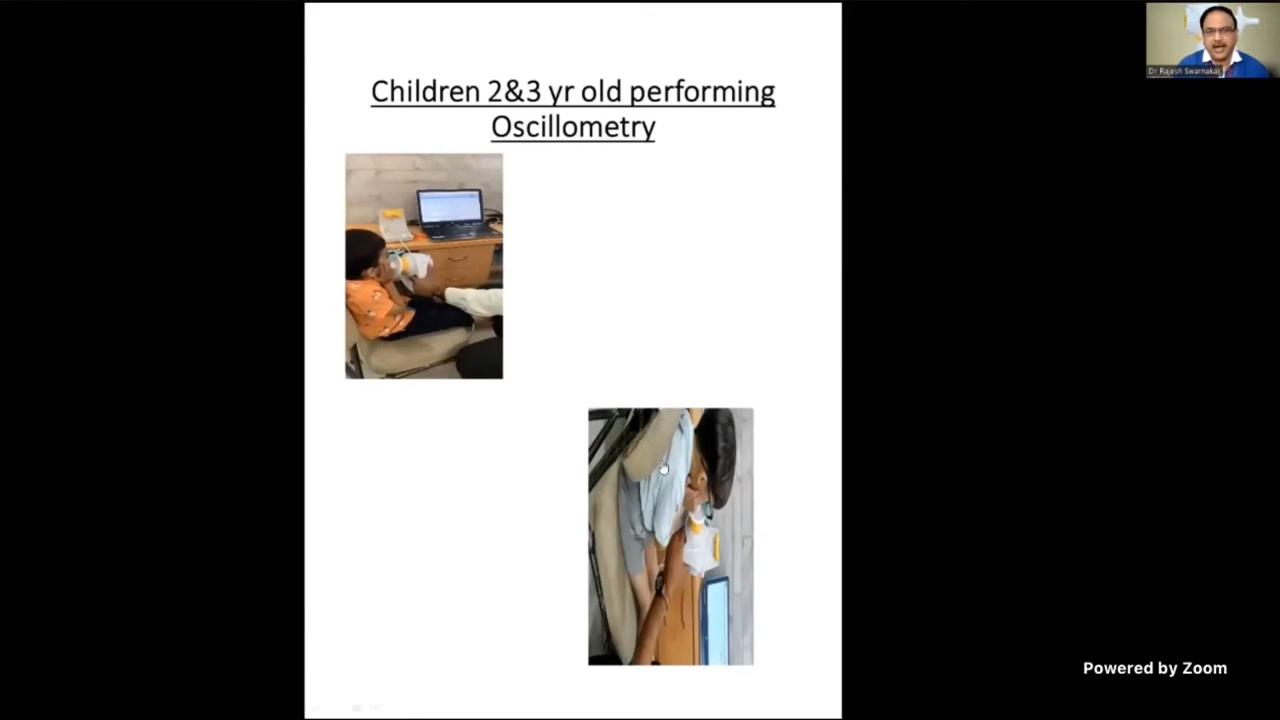 Children 2&3 yr old performing
Oscillometry
Dr Rajesh Swarnakar
Powered by Zoom